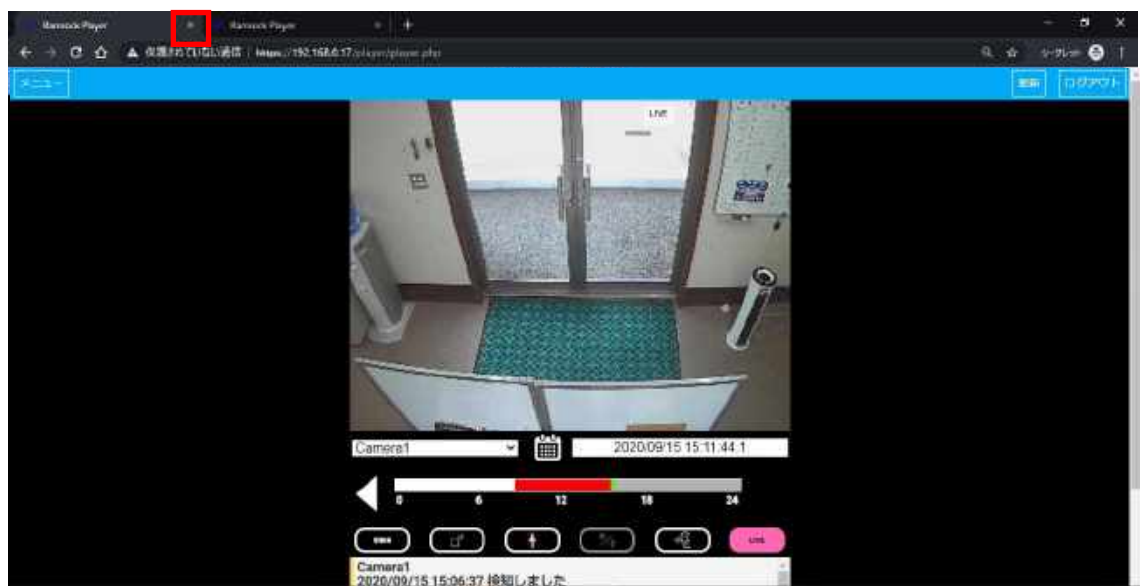 Ramrock Player
Ramrock Player
保護されていない通信 | https://192.168.0.17/player/player.php
シークレット
メニュー
更新
ログアウト
LIVE
Camera1
2020/09/15 15:11:44.1
0 6 12 18 24
LIVE
Camera1
2020/09/15 15:06:37 検知しました